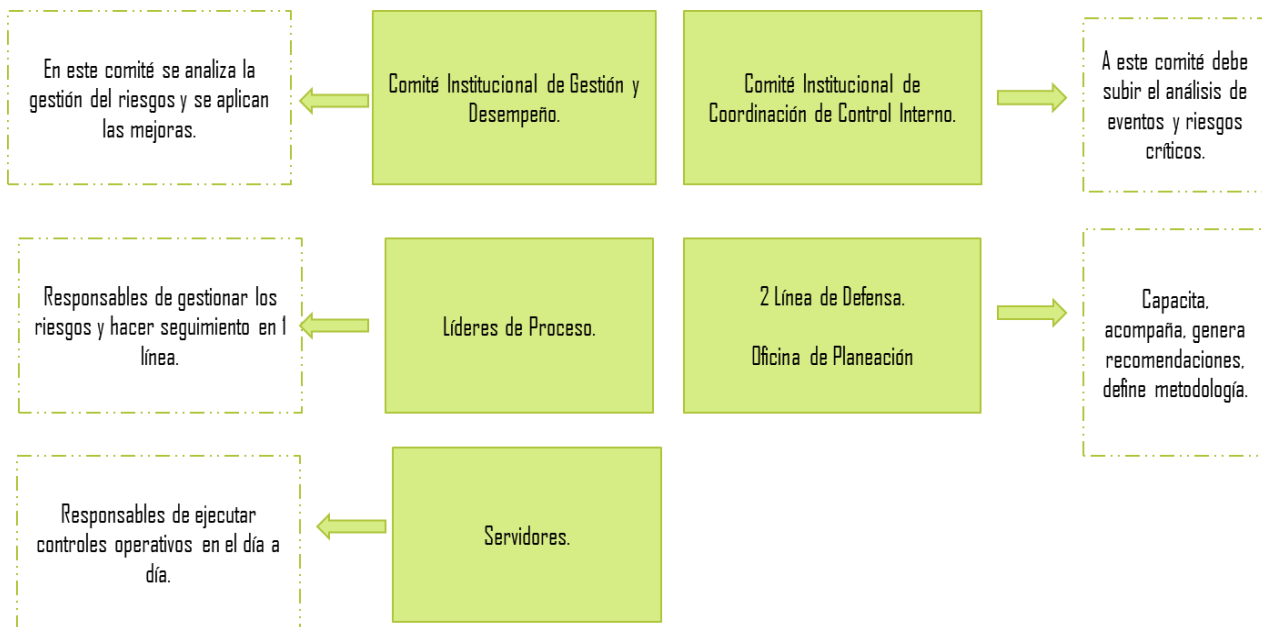 En este comité se analiza la
gestión del riesgos y se aplican
las mejoras.
Comité Institucional de Gestión y
Desempeño.
Comité Institucional de
Coordinación de Control Interno.
A este comité debe
subir el análisis de
eventos y riesgos
críticos.
Responsables de gestionar los
riesgos y hacer seguimiento en 1
línea.
Líderes de Proceso.
2 Línea de Defensa.
Oficina de Planeación
Capacita,
acompaña, genera
recomendaciones,
define metodología.
Responsables de ejecutar
controles operativos en el día a
día.
Servidores.